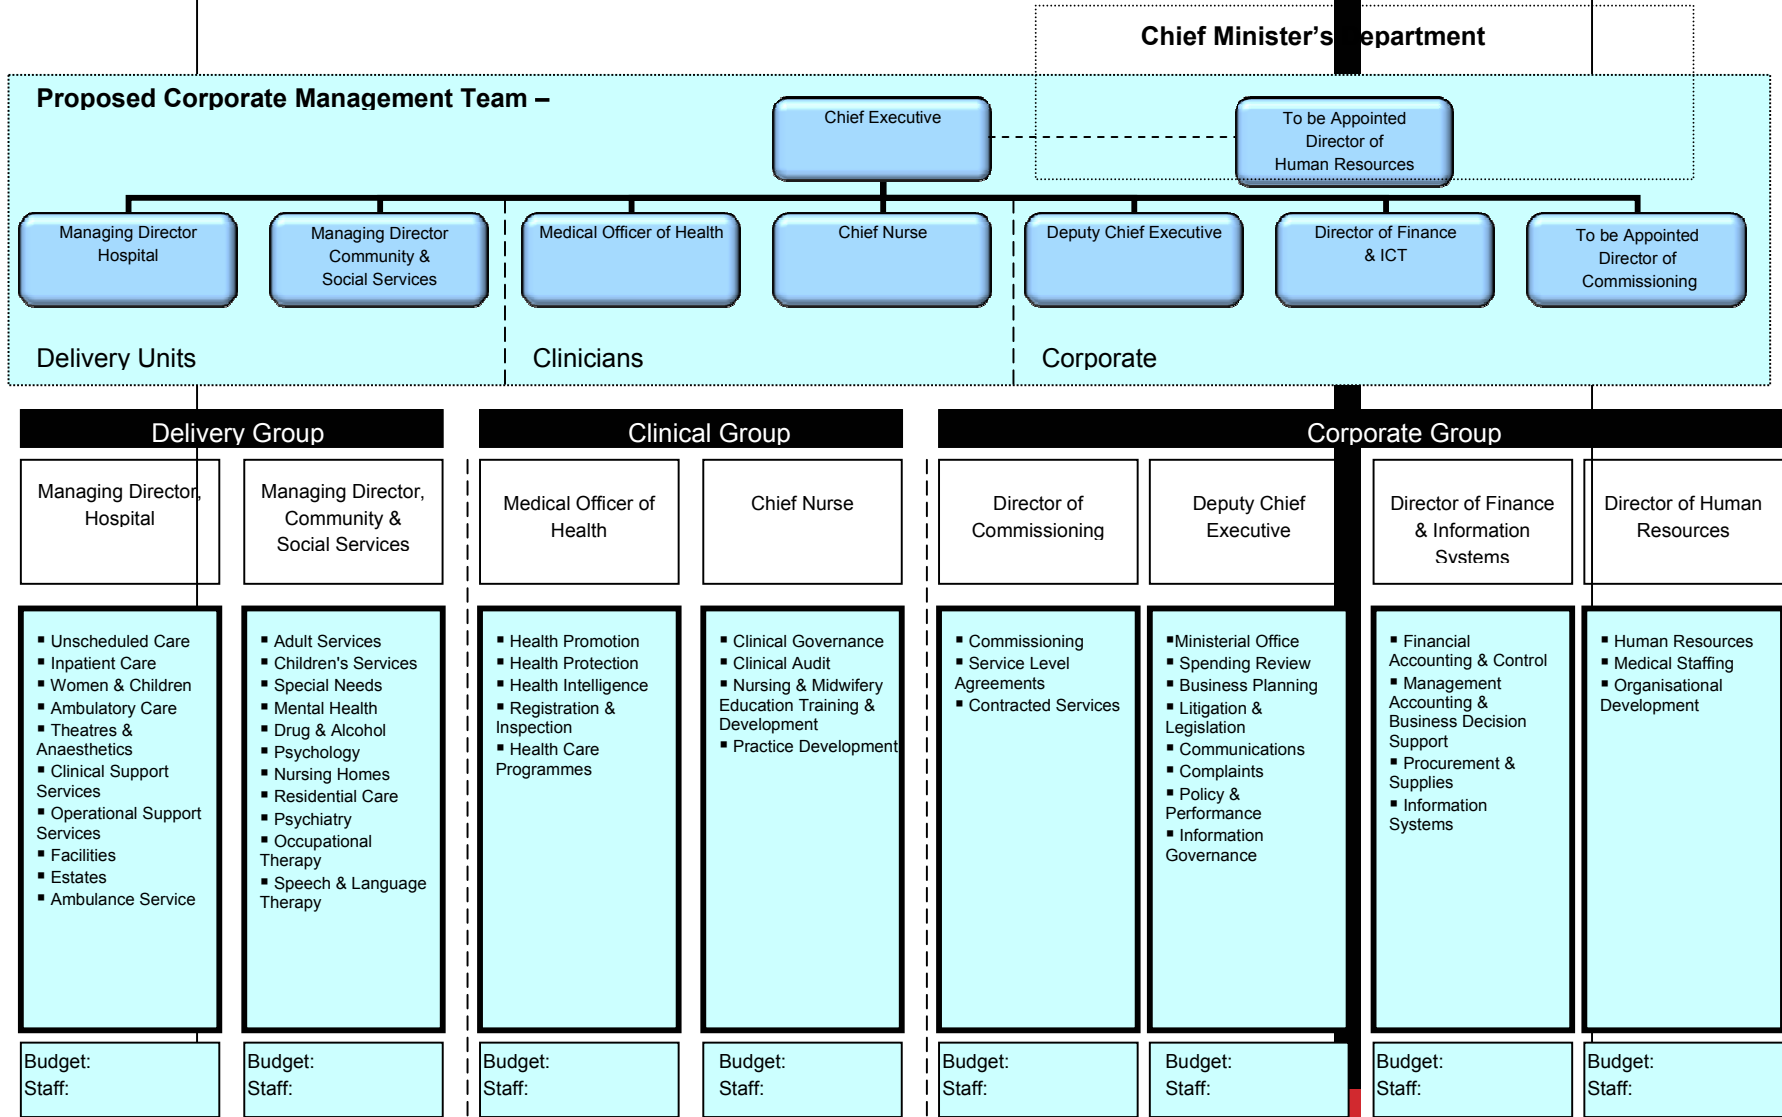 Chief Minister's Department
Proposed Corporate Management Team –
Chief Executive
To be Appointed
Director of
Human Resources
Managing Director
Hospital
Managing Director
Community &
Social Services
Medical Officer of Health
Chief Nurse
Deputy Chief Executive
Director of Finance
& ICT
To be Appointed
Director of
Commissioning
Delivery Units
Clinicians
Corporate
Delivery Group
Clinical Group
Corporate Group
Managing Director,
Hospital
Managing Director,
Community &
Social Services
Medical Officer of
Health
Chief Nurse
Director of
Commissioning
Deputy Chief
Executive
Director of Finance
& Information
Systems
Director of Human
Resources
▪ Unscheduled Care
▪ Inpatient Care
▪ Women & Children
▪ Ambulatory Care
▪ Theatres &
Anaesthetics
▪ Clinical Support
Services
▪ Operational Support
Services
▪ Facilities
▪ Estates
▪ Ambulance Service
▪ Adult Services
▪ Children's Services
▪ Special Needs
▪ Mental Health
▪ Drug & Alcohol
▪ Psychology
▪ Nursing Homes
▪ Residential Care
▪ Psychiatry
▪ Occupational
Therapy
▪ Speech & Language
Therapy
▪ Health Promotion
▪ Health Protection
▪ Health Intelligence
▪ Registration &
Inspection
▪ Health Care
Programmes
▪ Clinical Governance
▪ Clinical Audit
▪ Nursing & Midwifery
Education Training &
Development
▪ Practice Development
▪ Commissioning
▪ Service Level
Agreements
▪ Contracted Services
▪Ministerial Office
▪ Spending Review
▪ Business Planning
▪ Litigation &
Legislation
▪ Communications
▪ Complaints
▪ Policy &
Performance
▪ Information
Governance
▪ Financial
Accounting & Control
▪ Management
Accounting &
Business Decision
Support
▪ Procurement &
Supplies
▪ Information
Systems
▪ Human Resources
▪ Medical Staffing
▪ Organisational
Development
Budget:
Staff:
Budget:
Staff:
Budget:
Staff:
Budget:
Staff:
Budget:
Staff:
Budget:
Staff:
Budget:
Staff:
Budget:
Staff: